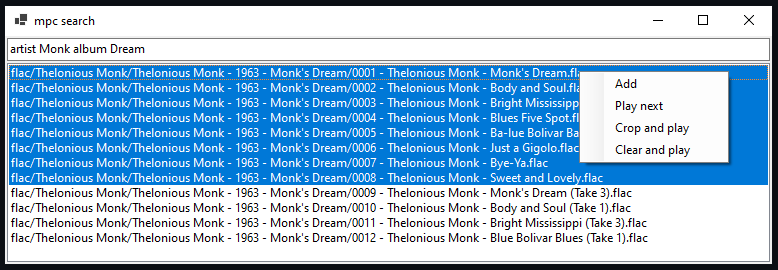 mpc search
artist Monk album Dream
flac/Thelonious Monk/Thelonious Monk - 1963 - Monk's Dream/0001 - Thelonious Monk - Monk's Dream.fla
flac/Thelonious Monk/Thelonious Monk - 1963 - Monk's Dream/0002 - Thelonious Monk - Body and Soul.fla
flac/Thelonious Monk/Thelonious Monk - 1963 - Monk's Dream/0003 - Thelonious Monk - Bright Mississippi
flac/Thelonious Monk/Thelonious Monk - 1963 - Monk's Dream/0004 - Thelonious Monk - Blues Five Spot.fla
flac/Thelonious Monk/Thelonious Monk - 1963 - Monk's Dream/0005 - Thelonious Monk - Ba-lue Bolivar Ba
flac/Thelonious Monk/Thelonious Monk - 1963 - Monk's Dream/0006 - Thelonious Monk - Just a Gigolo.flac
flac/Thelonious Monk/Thelonious Monk - 1963 - Monk's Dream/0007 - Thelonious Monk - Bye-Ya.flac
flac/Thelonious Monk/Thelonious Monk - 1963 - Monk's Dream/0008 - Thelonious Monk - Sweet and Lovely.flac
flac/Thelonious Monk/Thelonious Monk - 1963 - Monk's Dream/0009 - Thelonious Monk - Monk's Dream (Take 3).flac
flac/Thelonious Monk/Thelonious Monk - 1963 - Monk's Dream/0010 - Thelonious Monk - Body and Soul (Take 1).flac
flac/Thelonious Monk/Thelonious Monk - 1963 - Monk's Dream/0011 - Thelonious Monk - Bright Mississippi (Take 3).flac
flac/Thelonious Monk/Thelonious Monk - 1963 - Monk's Dream/0012 - Thelonious Monk - Blue Bolivar Blues (Take 1).flac
Add
Play next
Crop and play
Clear and play